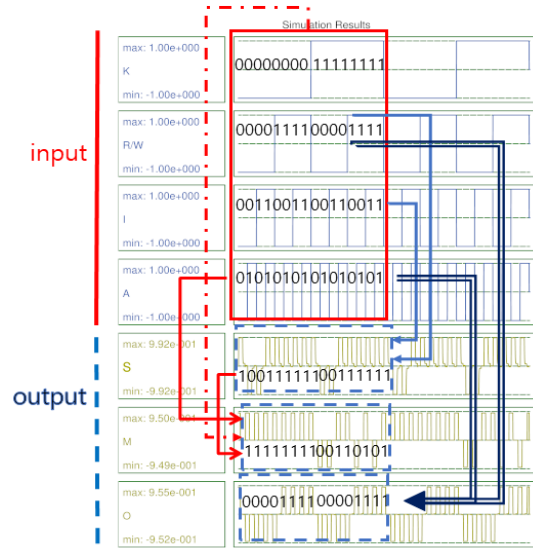 Simulation Results
max: 1.00e+000
K
min: -1.00e+000
00000000 11111111
max: 1.00e+000
R/W
min: -1.00e+000
0000111100001111
input
max: 1.00e+000
I
min: -1.00e+000
0011001100110011
max: 1.00e+000
A
min: -1.00e+000
0101010101010101
max: 9.92e-001
S
min: -9.92e-001
1001111110011111
output
max: 9.50e-001
M
min: -9.49e-001
1111111100110101
max: 9.55e-001
O
min: -9.52e-001
0000111100001111